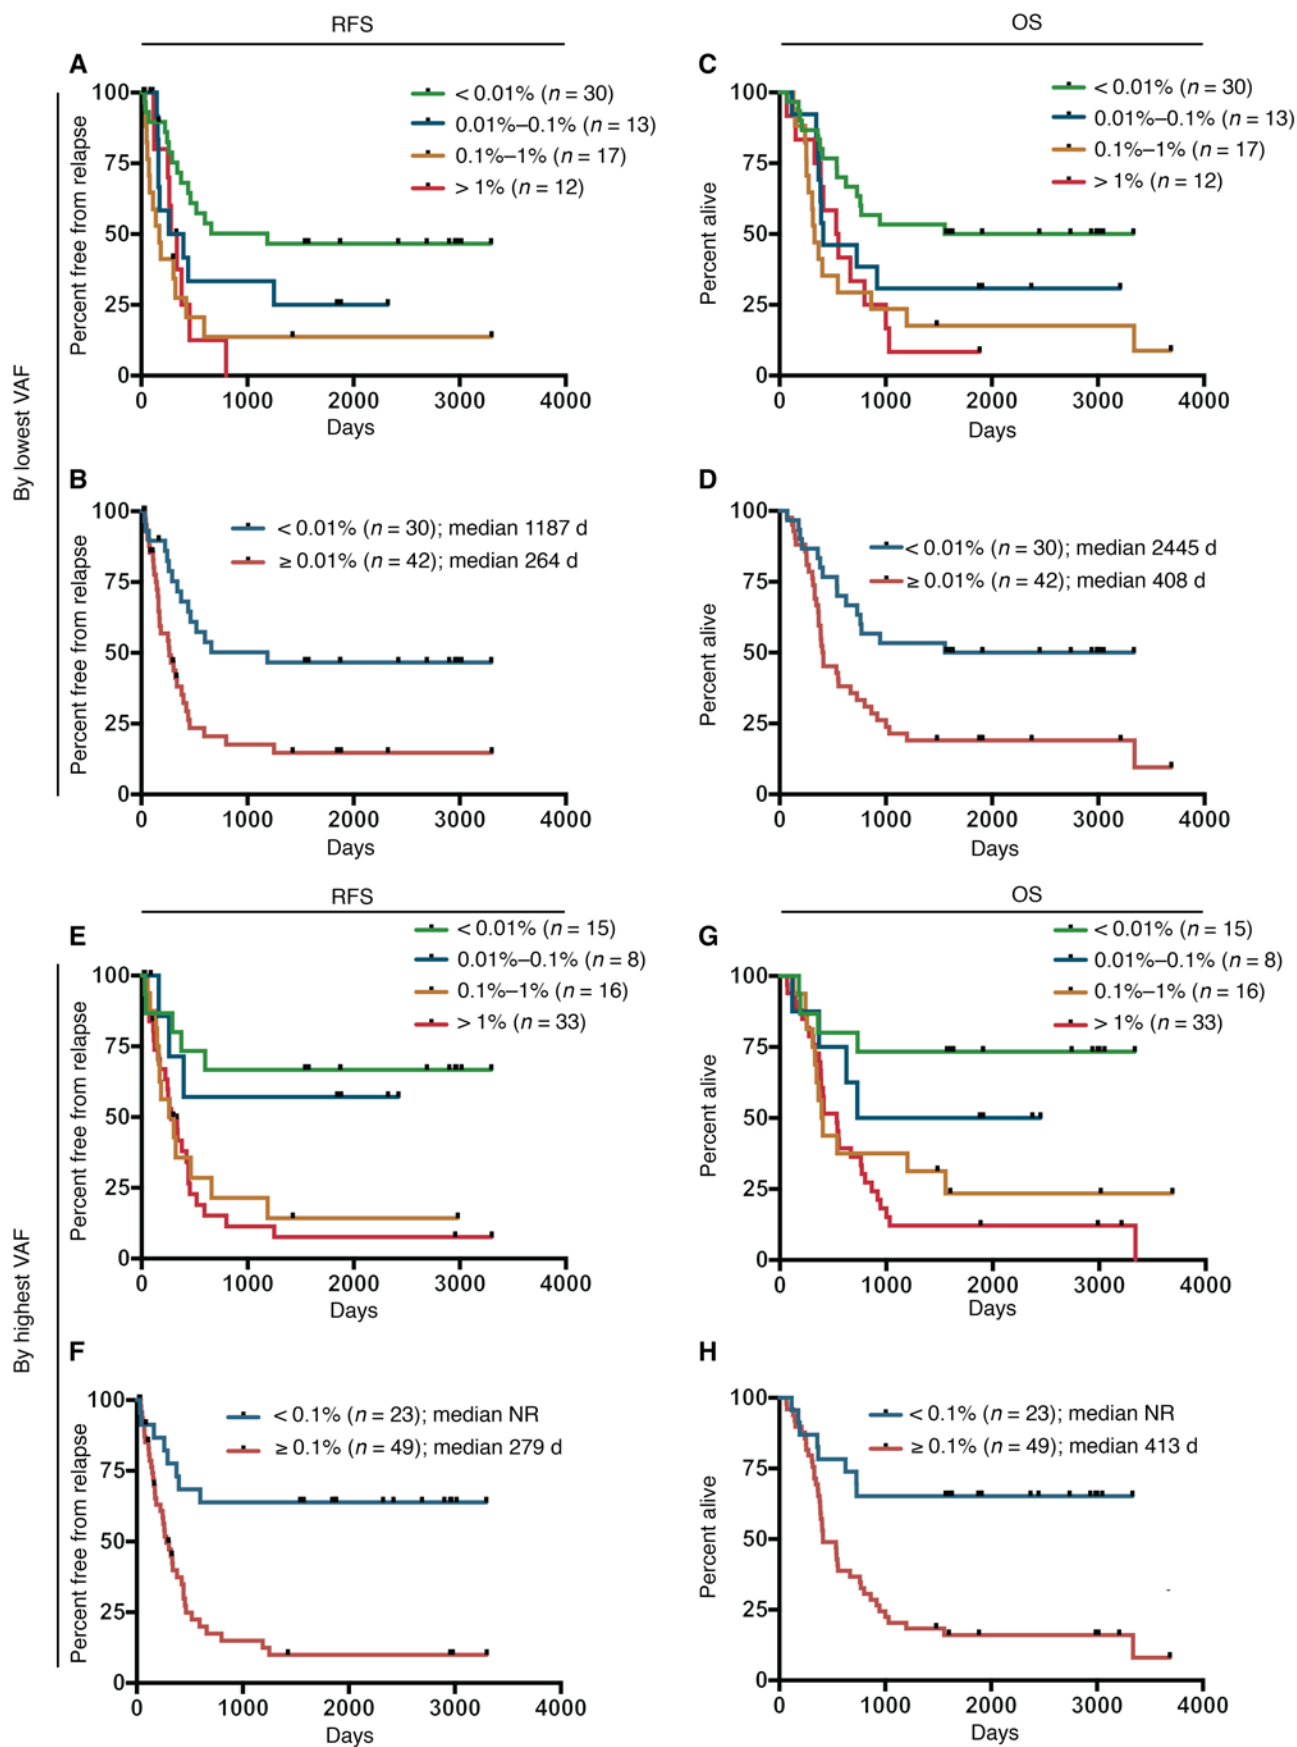 RFS
OS
By lowest VAF
A
Percent free from relapse
100
75
50
25
0
0 1000 2000 3000 4000
Days
< 0.01% (n = 30)
0.01%–0.1% (n = 13)
0.1%–1% (n = 17)
> 1% (n = 12)
C
Percent alive
100
75
50
25
0
0 1000 2000 3000 4000
Days
< 0.01% (n = 30)
0.01%–0.1% (n = 13)
0.1%–1% (n = 17)
> 1% (n = 12)
B
Percent free from relapse
100
75
50
25
0
0 1000 2000 3000 4000
Days
< 0.01% (n = 30); median 1187 d
≥ 0.01% (n = 42); median 264 d
D
Percent alive
100
75
50
25
0
0 1000 2000 3000 4000
Days
< 0.01% (n = 30); median 2445 d
≥ 0.01% (n = 42); median 408 d
RFS
OS
By highest VAF
E
Percent free from relapse
100
75
50
25
0
0 1000 2000 3000 4000
Days
< 0.01% (n = 15)
0.01%–0.1% (n = 8)
0.1%–1% (n = 16)
> 1% (n = 33)
G
Percent alive
100
75
50
25
0
0 1000 2000 3000 4000
Days
< 0.01% (n = 15)
0.01%–0.1% (n = 8)
0.1%–1% (n = 16)
> 1% (n = 33)
F
Percent free from relapse
100
75
50
25
0
0 1000 2000 3000 4000
Days
< 0.1% (n = 23); median NR
≥ 0.1% (n = 49); median 279 d
H
Percent alive
100
75
50
25
0
0 1000 2000 3000 4000
Days
< 0.1% (n = 23); median NR
≥ 0.1% (n = 49); median 413 d